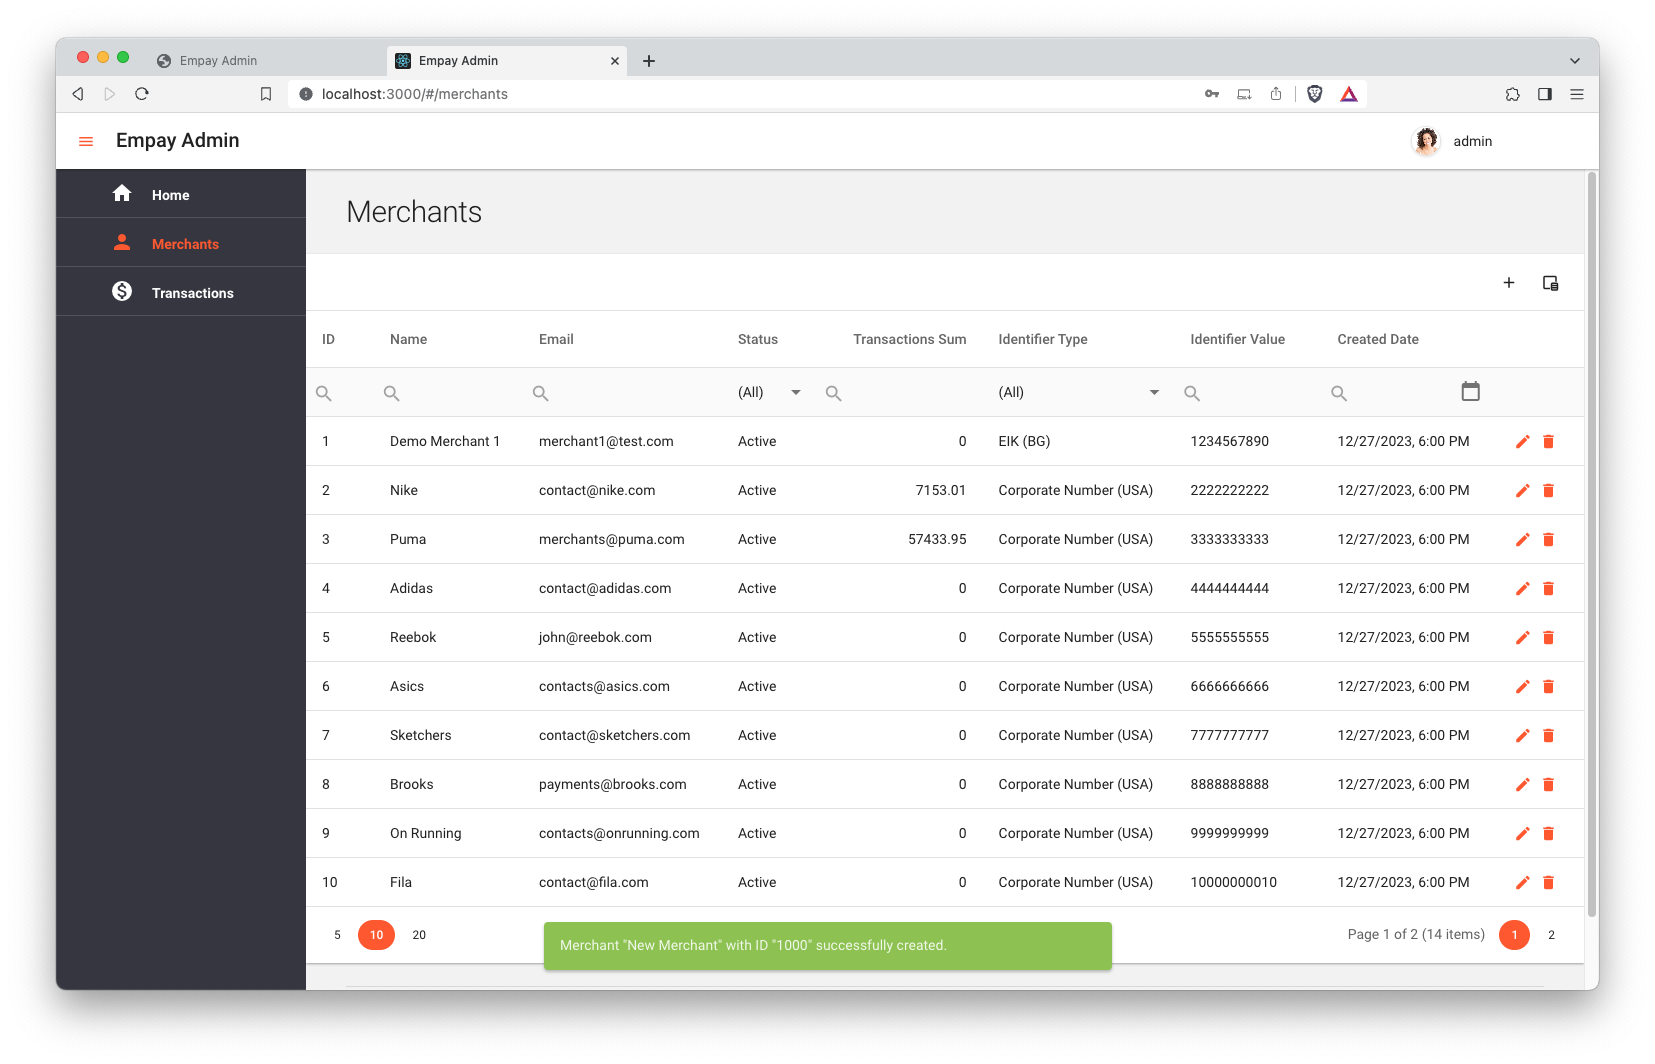 Empay Admin
Empay Admin
localhost:3000/#/merchants
Empay Admin
admin
Home
Merchants
Transactions
Merchants
ID Name Email Status Transactions Sum Identifier Type Identifier Value Created Date
(All) (All)
1 Demo Merchant 1 merchant1@test.com Active 0 EIK (BG) 1234567890 12/27/2023, 6:00 PM
2 Nike contact@nike.com Active 7153.01 Corporate Number (USA) 2222222222 12/27/2023, 6:00 PM
3 Puma merchants@puma.com Active 57433.95 Corporate Number (USA) 3333333333 12/27/2023, 6:00 PM
4 Adidas contact@adidas.com Active 0 Corporate Number (USA) 4444444444 12/27/2023, 6:00 PM
5 Reebok john@reebok.com Active 0 Corporate Number (USA) 5555555555 12/27/2023, 6:00 PM
6 Asics contacts@asics.com Active 0 Corporate Number (USA) 6666666666 12/27/2023, 6:00 PM
7 Sketchers contact@sketchers.com Active 0 Corporate Number (USA) 7777777777 12/27/2023, 6:00 PM
8 Brooks payments@brooks.com Active 0 Corporate Number (USA) 8888888888 12/27/2023, 6:00 PM
9 On Running contacts@onrunning.com Active 0 Corporate Number (USA) 9999999999 12/27/2023, 6:00 PM
10 Fila contact@fila.com Active 0 Corporate Number (USA) 10000000010 12/27/2023, 6:00 PM
5 10 20 Page 1 of 2 (14 items) 1 2
Merchant "New Merchant" with ID "1000" successfully created.